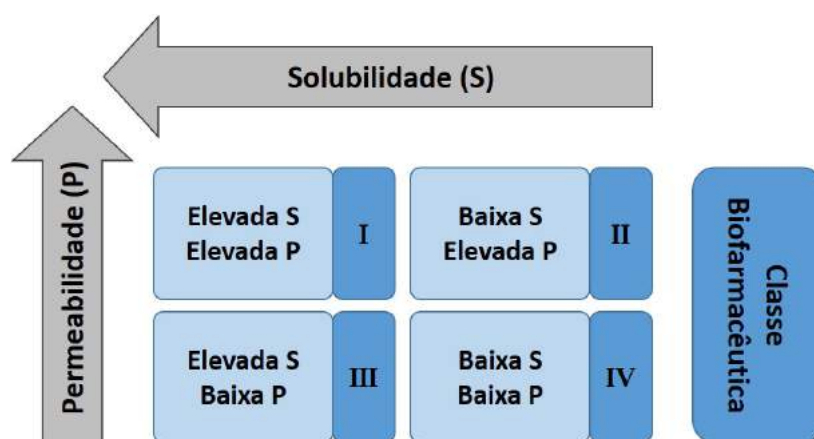 Solubilidade (S)
Permeabilidade (P)
Elevada S
Elevada P
I
Baixa S
Elevada P
II
Elevada S
Baixa P
III
Baixa S
Baixa P
IV
Classe
Biofarmacêutica